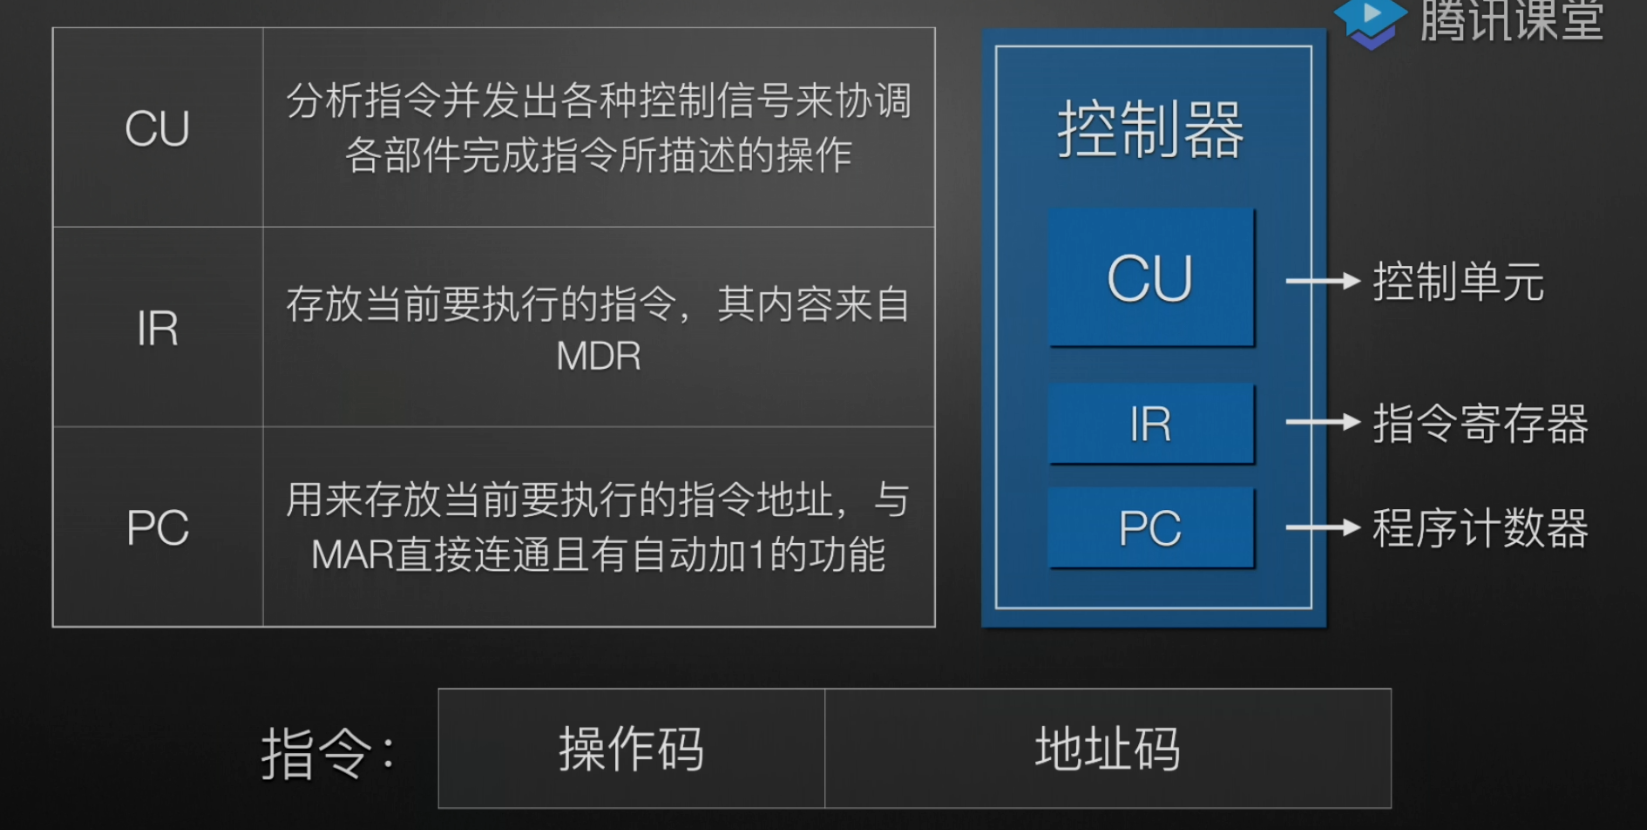 腾讯课堂
CU
分析指令并发出各种控制信号来协调
各部件完成指令所描述的操作
IR
存放当前要执行的指令，其内容来自
MDR
PC
用来存放当前要执行的指令地址，与
MAR直接连通且有自动加1的功能
控制器
CU
控制单元
IR
指令寄存器
PC
程序计数器
指令：
操作码
地址码